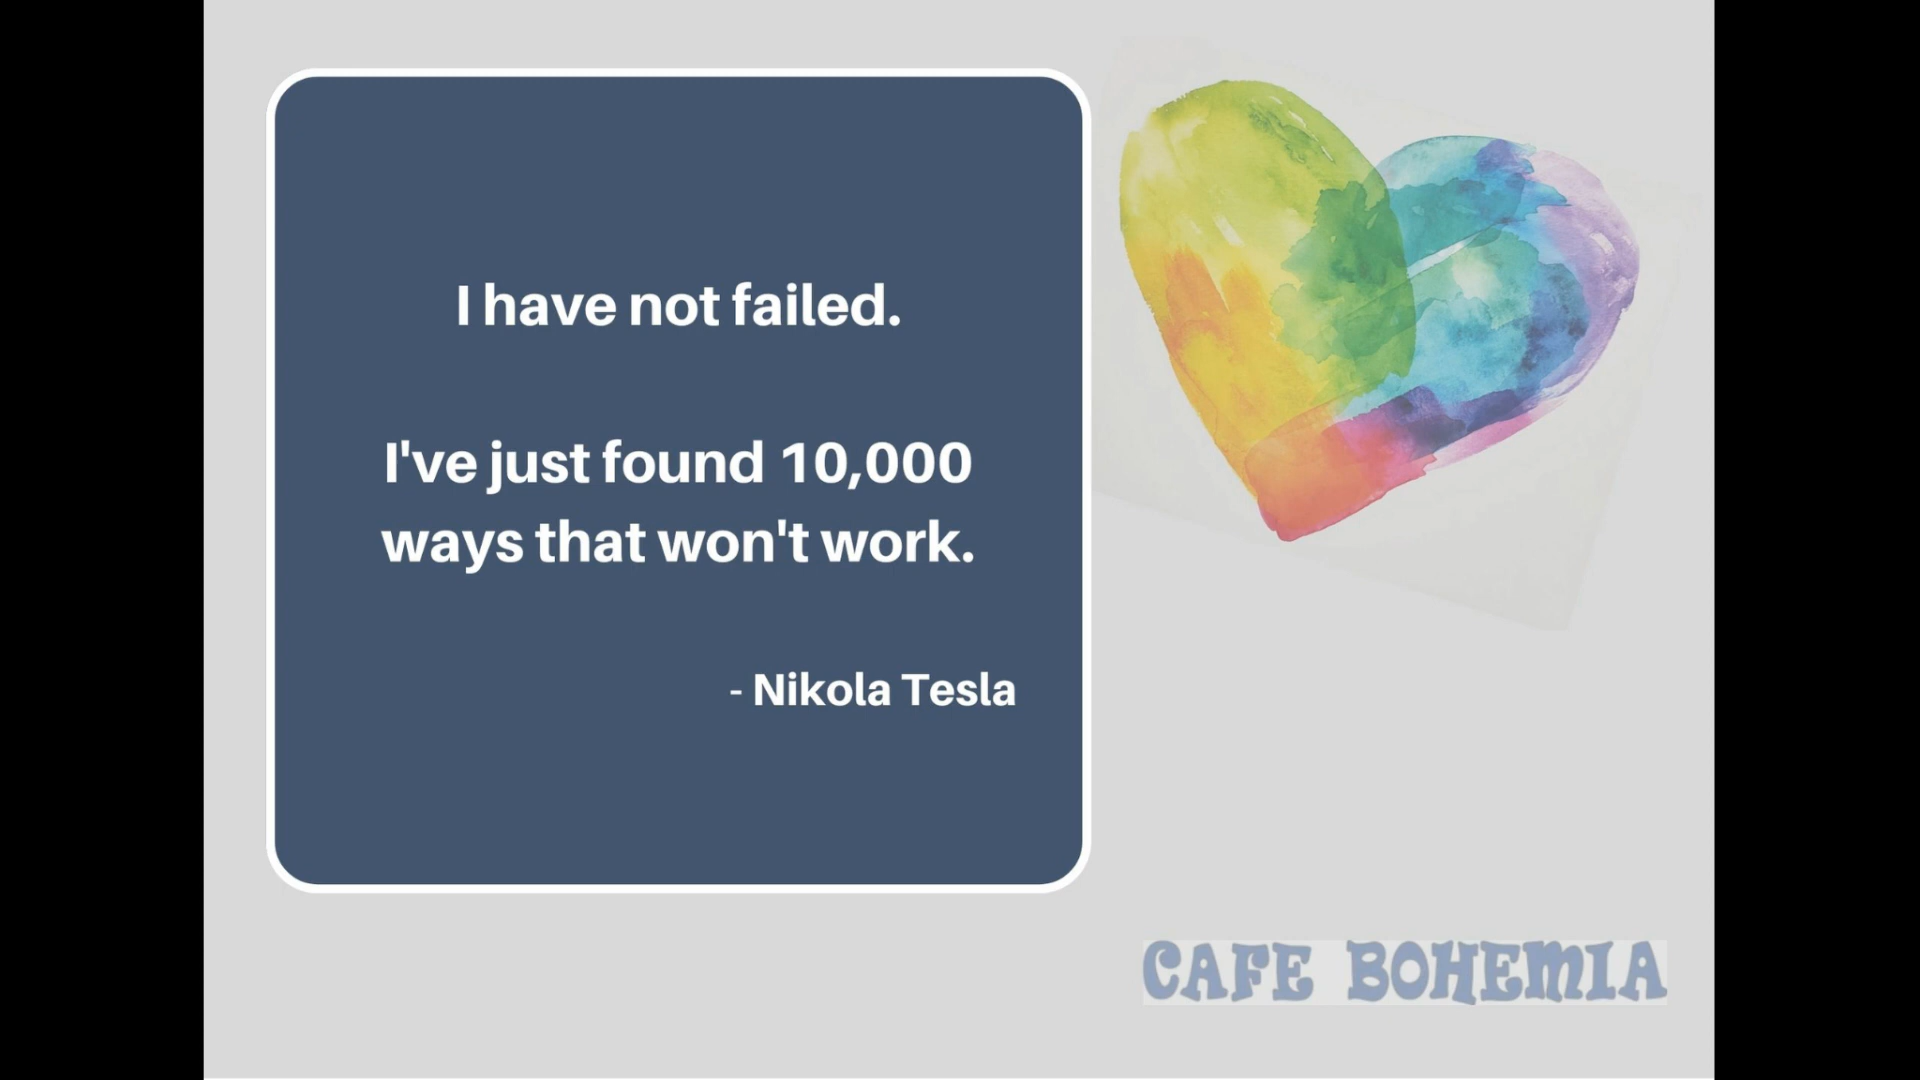 I have not failed.
I've just found 10,000
ways that won't work.
- Nikola Tesla
CAFE BOHEMIA